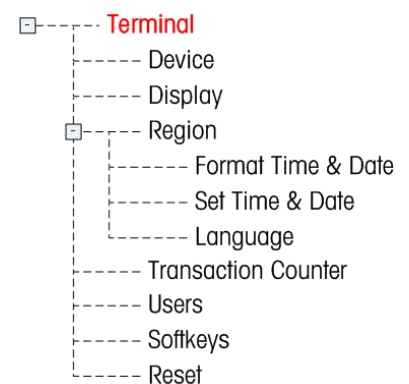 Terminal
Device
Display
Region
Format Time & Date
Set Time & Date
Language
Transaction Counter
Users
Softkeys
Reset